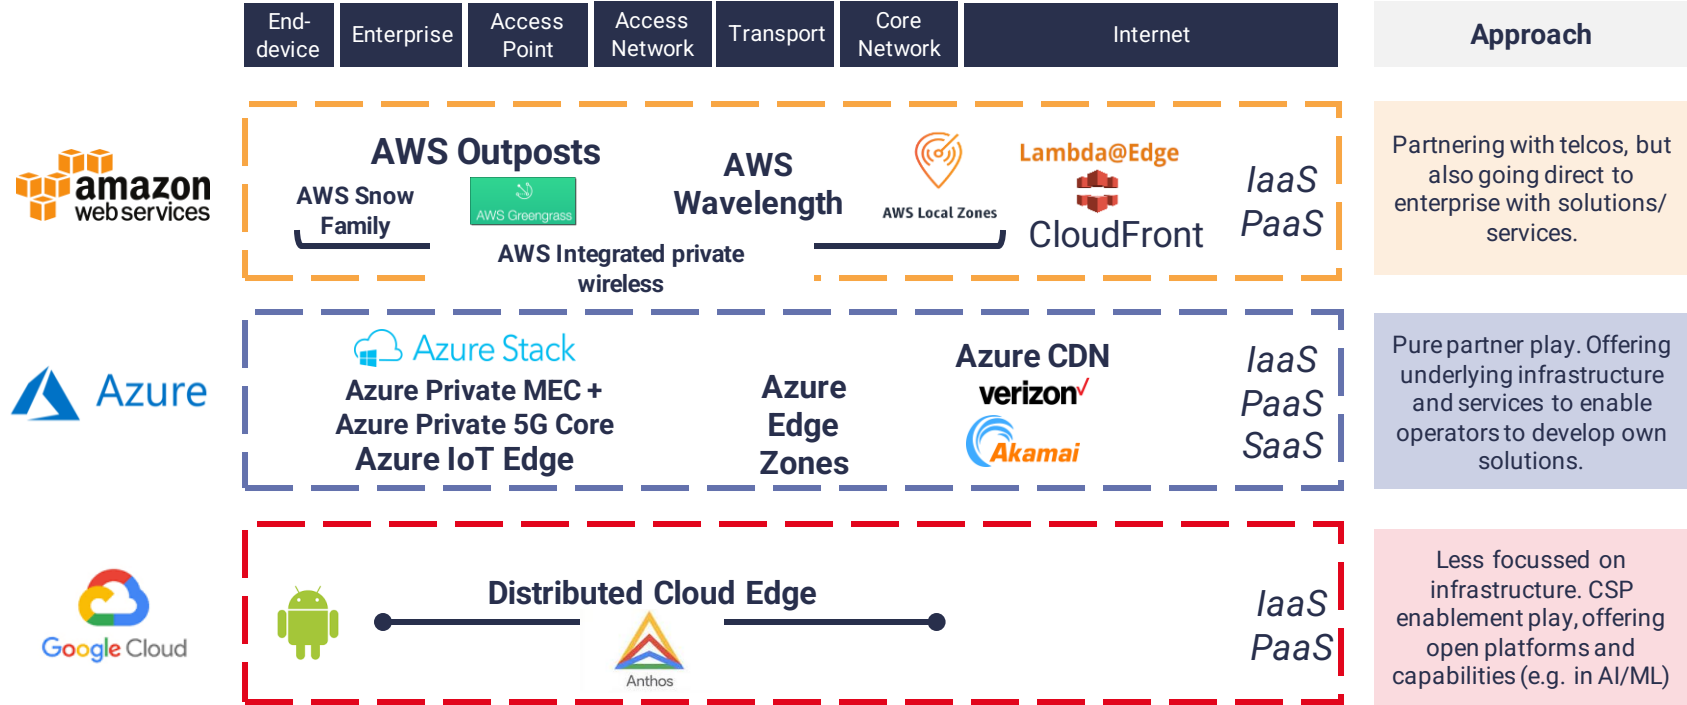 End-
device
Enterprise
Access
Point
Access
Network
Transport
Core
Network
Internet
Approach
amazon
web services
AWS Outposts
AWS Snow
Family
AWS Greengrass
AWS
Wavelength
AWS Local Zones
Lambda@Edge
CloudFront
IaaS
PaaS
AWS Integrated private
wireless
Partnering with telcos, but
also going direct to
enterprise with solutions/
services.
Azure
Azure Stack
Azure Private MEC +
Azure Private 5G Core
Azure IoT Edge
Azure
Edge
Zones
Azure CDN
verizon✓
Akamai
IaaS
PaaS
SaaS
Pure partner play. Offering
underlying infrastructure
and services to enable
operators to develop own
solutions.
Google Cloud
Distributed Cloud Edge
Anthos
IaaS
PaaS
Less focussed on
infrastructure. CSP
enablement play, offering
open platforms and
capabilities (e.g. in AI/ML)